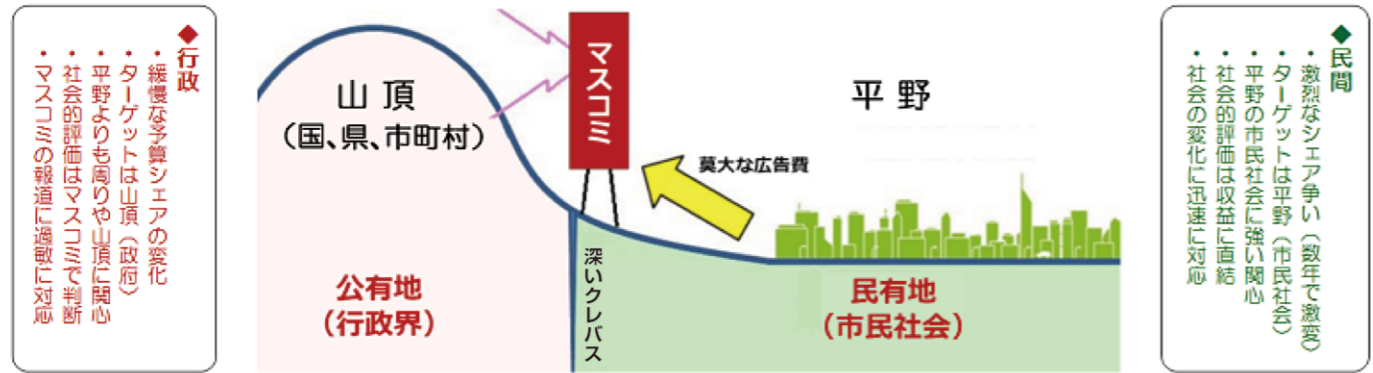 ◆行政
・緩慢な予算シェアの変化
・ターゲットは山頂（政府）
・平野よりも周りや山頂に関心
・社会的評価はマスコミで判断
・マスコミの報道に過敏に対応
山頂
（国、県、市町村）
マスコミ
平野
莫大な広告費
深いクレバス
公有地
（行政界）
民有地
（市民社会）
◆民間
・激烈なシェア争い（数年で激変）
・ターゲットは平野（市民社会）
・平野の市民社会に強い関心
・社会的評価は収益に直結
・社会の変化に迅速に対応